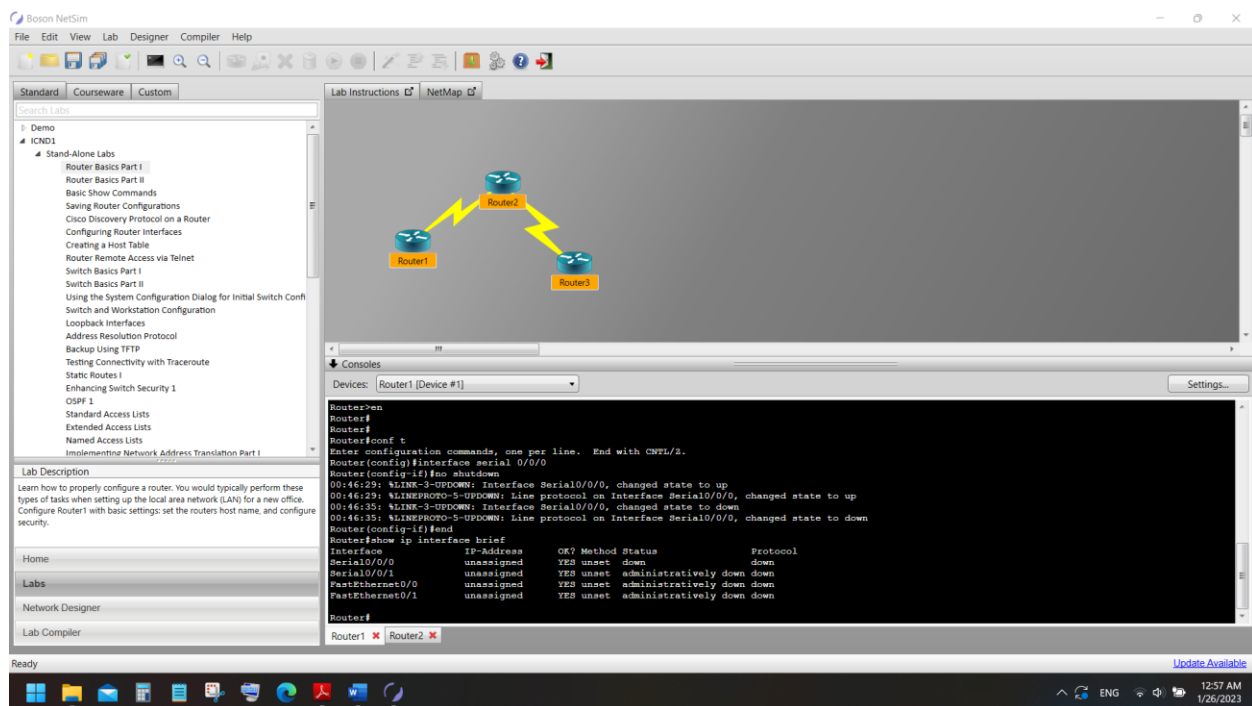 Boson NetSim
File Edit View Lab Designer Compiler Help
Standard Courseware Custom
Search Labs
Demo
ICND1
Stand-Alone Labs
Router Basics Part I
Router Basics Part II
Basic Show Commands
Saving Router Configurations
Cisco Discovery Protocol on a Router
Configuring Router Interfaces
Creating a Host Table
Router Remote Access via Telnet
Switch Basics Part I
Switch Basics Part II
Using the System Configuration Dialog for Initial Switch Confi
Switch and Workstation Configuration
Loopback Interfaces
Address Resolution Protocol
Backup Using TFTP
Testing Connectivity with Traceroute
Static Routes I
Enhancing Switch Security 1
OSPF 1
Standard Access Lists
Extended Access Lists
Named Access Lists
Implementing Network Address Translation Part I
Lab Description
Learn how to properly configure a router. You would typically perform these
types of tasks when setting up the local area network (LAN) for a new office.
Configure Router1 with basic settings: set the routers host name, and configure
security.
Home
Labs
Network Designer
Lab Compiler
Lab Instructions NetMap
Router2
Router1
Router3
Consoles
Devices: Router1 [Device #1] Settings...
Router>en
Router#
Router#
Router#conf t
Enter configuration commands, one per line. End with CNTL/Z.
Router(config)#interface serial 0/0/0
Router(config-if)#no shutdown
00:46:29: %LINK-3-UPDOWN: Interface Serial0/0/0, changed state to up
00:46:29: %LINEPROTO-5-UPDOWN: Line protocol on Interface Serial0/0/0, changed state to up
00:46:35: %LINK-3-UPDOWN: Interface Serial0/0/0, changed state to down
00:46:35: %LINEPROTO-5-UPDOWN: Line protocol on Interface Serial0/0/0, changed state to down
Router(config-if)#end
Router#show ip interface brief
Interface IP-Address OK? Method Status Protocol
Serial0/0/0 unassigned YES unset down down
Serial0/0/1 unassigned YES unset administratively down down
FastEthernet0/0 unassigned YES unset administratively down down
FastEthernet0/1 unassigned YES unset administratively down down
Router#
Router1 Router2
Ready Update Available
ENG 12:57 AM
1/26/2023